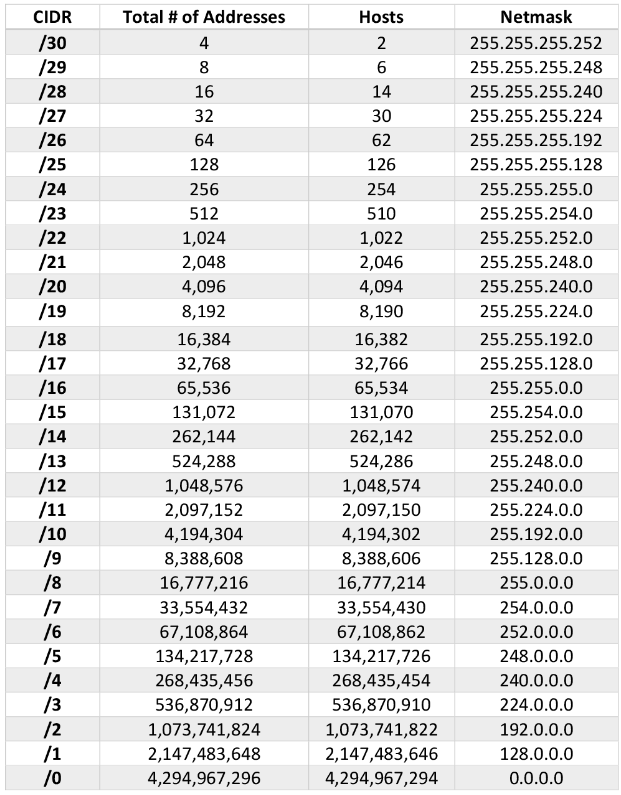 CIDR Total # of Addresses Hosts Netmask
/30 4 2 255.255.255.252
/29 8 6 255.255.255.248
/28 16 14 255.255.255.240
/27 32 30 255.255.255.224
/26 64 62 255.255.255.192
/25 128 126 255.255.255.128
/24 256 254 255.255.255.0
/23 512 510 255.255.254.0
/22 1,024 1,022 255.255.252.0
/21 2,048 2,046 255.255.248.0
/20 4,096 4,094 255.255.240.0
/19 8,192 8,190 255.255.224.0
/18 16,384 16,382 255.255.192.0
/17 32,768 32,766 255.255.128.0
/16 65,536 65,534 255.255.0.0
/15 131,072 131,070 255.254.0.0
/14 262,144 262,142 255.252.0.0
/13 524,288 524,286 255.248.0.0
/12 1,048,576 1,048,574 255.240.0.0
/11 2,097,152 2,097,150 255.224.0.0
/10 4,194,304 4,194,302 255.192.0.0
/9 8,388,608 8,388,606 255.128.0.0
/8 16,777,216 16,777,214 255.0.0.0
/7 33,554,432 33,554,430 254.0.0.0
/6 67,108,864 67,108,862 252.0.0.0
/5 134,217,728 134,217,726 248.0.0.0
/4 268,435,456 268,435,454 240.0.0.0
/3 536,870,912 536,870,910 224.0.0.0
/2 1,073,741,824 1,073,741,822 192.0.0.0
/1 2,147,483,648 2,147,483,646 128.0.0.0
/0 4,294,967,296 4,294,967,294 0.0.0.0